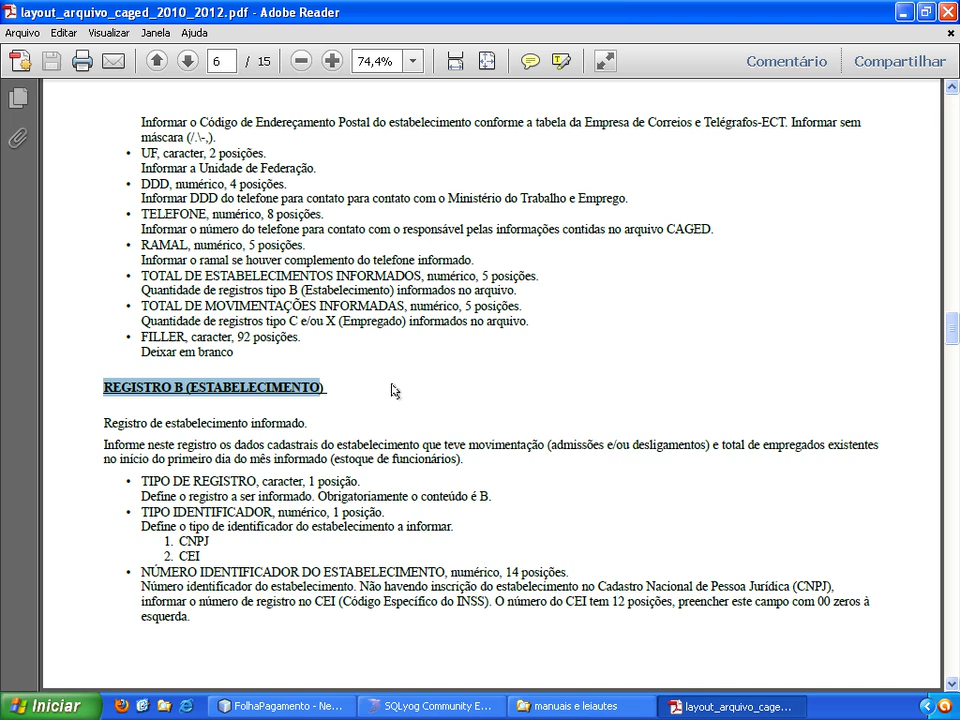 layout_arquivo_caged_2010_2012.pdf - Adobe Reader
Arquivo Editar Visualizar Janela Ajuda
6 / 15 74,4% Comentário Compartilhar
Informar o Código de Endereçamento Postal do estabelecimento conforme a tabela da Empresa de Correios e Telégrafos-ECT. Informar sem
máscara (/.\-,).
• UF, caracter, 2 posições.
Informar a Unidade de Federação.
• DDD, numérico, 4 posições.
Informar DDD do telefone para contato para contato com o Ministério do Trabalho e Emprego.
• TELEFONE, numérico, 8 posições.
Informar o número do telefone para contato com o responsável pelas informações contidas no arquivo CAGED.
• RAMAL, numérico, 5 posições.
Informar o ramal se houver complemento do telefone informado.
• TOTAL DE ESTABELECIMENTOS INFORMADOS, numérico, 5 posições.
Quantidade de registros tipo B (Estabelecimento) informados no arquivo.
• TOTAL DE MOVIMENTAÇÕES INFORMADAS, numérico, 5 posições.
Quantidade de registros tipo C e/ou X (Empregado) informados no arquivo.
• FILLER, caracter, 92 posições.
Deixar em branco
REGISTRO B (ESTABELECIMENTO)
Registro de estabelecimento informado.
Informe neste registro os dados cadastrais do estabelecimento que teve movimentação (admissões e/ou desligamentos) e total de empregados existentes
no início do primeiro dia do mês informado (estoque de funcionários).
• TIPO DE REGISTRO, caracter, 1 posição.
Define o registro a ser informado. Obrigatoriamente o conteúdo é B.
• TIPO IDENTIFICADOR, numérico, 1 posição.
Define o tipo de identificador do estabelecimento a informar.
1. CNPJ
2. CEI
• NÚMERO IDENTIFICADOR DO ESTABELECIMENTO, numérico, 14 posições.
Número identificador do estabelecimento. Não havendo inscrição do estabelecimento no Cadastro Nacional de Pessoa Jurídica (CNPJ),
informar o número de registro no CEI (Código Específico do INSS). O número do CEI tem 12 posições, preencher este campo com 00 zeros à
esquerda.
Iniciar FolhaPagamento - Ne... SQLyog Community E... manuais e leiautes layout_arquivo_cage...